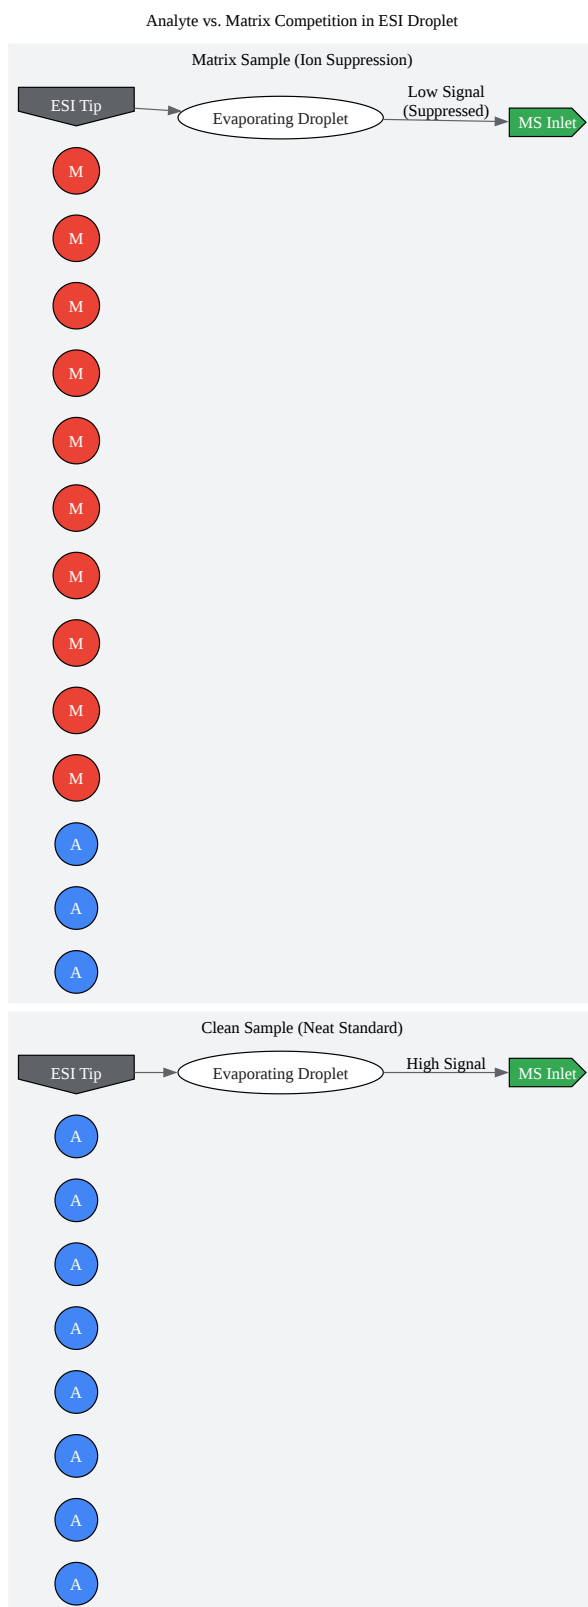 Analyte vs. Matrix Competition in ESI Droplet
Matrix Sample (Ion Suppression)
ESI Tip
Evaporating Droplet
Low Signal
(Suppressed)
MS Inlet
M
M
M
M
M
M
M
M
M
M
A
A
A
Clean Sample (Neat Standard)
ESI Tip
Evaporating Droplet
High Signal
MS Inlet
A
A
A
A
A
A
A
A